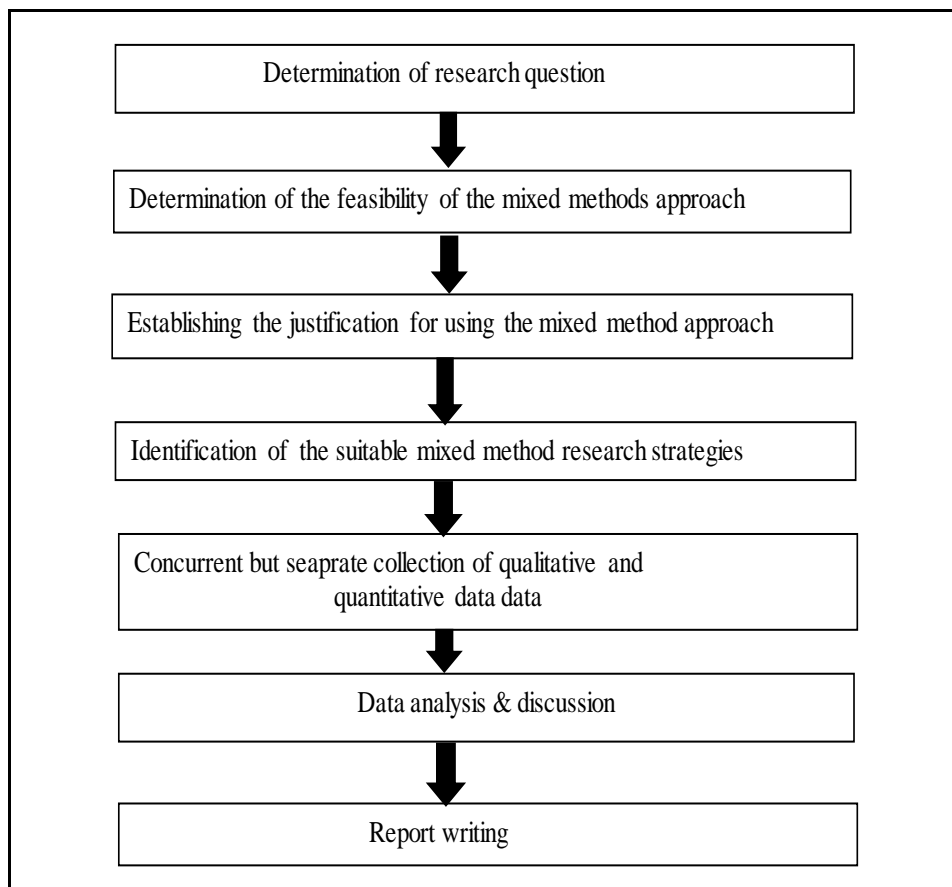 Determination of research question
Determination of the feasibility of the mixed methods approach
Establishing the justification for using the mixed method approach
Identification of the suitable mixed method research strategies
Concurrent but seaprate collection of qualitative and
quantitative data data
Data analysis & discussion
Report writing